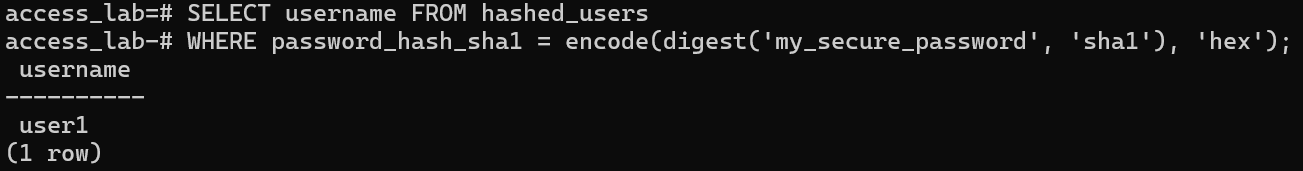 access_lab=# SELECT username FROM hashed_users
access_lab-# WHERE password_hash_sha1 = encode(digest('my_secure_password', 'sha1'), 'hex');
 username
----------
 user1
(1 row)